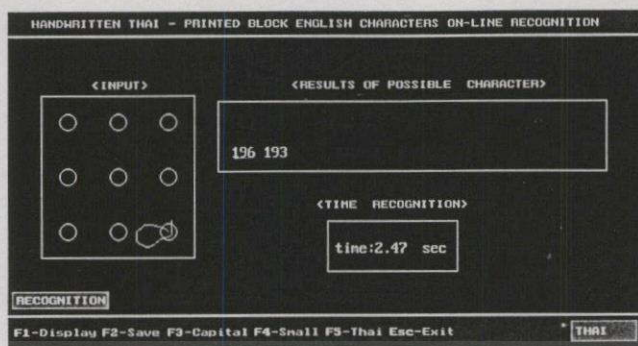 HANDWRITTEN THAI - PRINTED BLOCK ENGLISH CHARACTERS ON-LINE RECOGNITION
<INPUT>
<RESULTS OF POSSIBLE CHARACTER>
196 193
<TIME RECOGNITION>
time:2.47 sec
RECOGNITION
F1-Display F2-Save F3-Capital F4-Small F5-Thai Esc-Exit
THAI